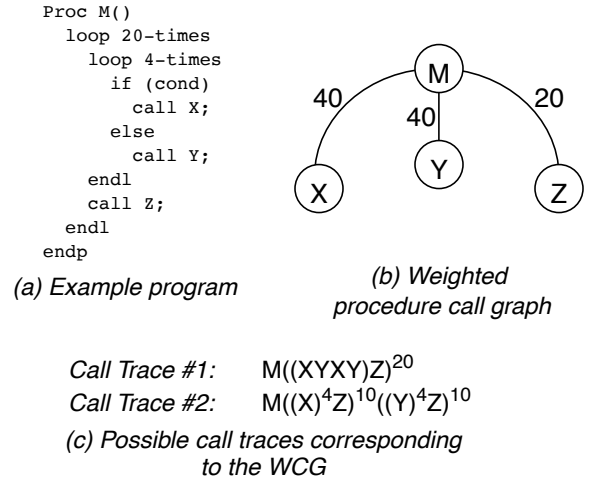 Proc M()
loop 20-times
loop 4-times
if (cond)
call X;
else
call Y;
endl
call Z;
endl
endp
(a) Example program
M
40
40
20
X
Y
Z
(b) Weighted
procedure call graph
Call Trace #1: M((XYXY)Z)^20
Call Trace #2: M((X)^4Z)^10((Y)^4Z)^10
(c) Possible call traces corresponding
to the WCG